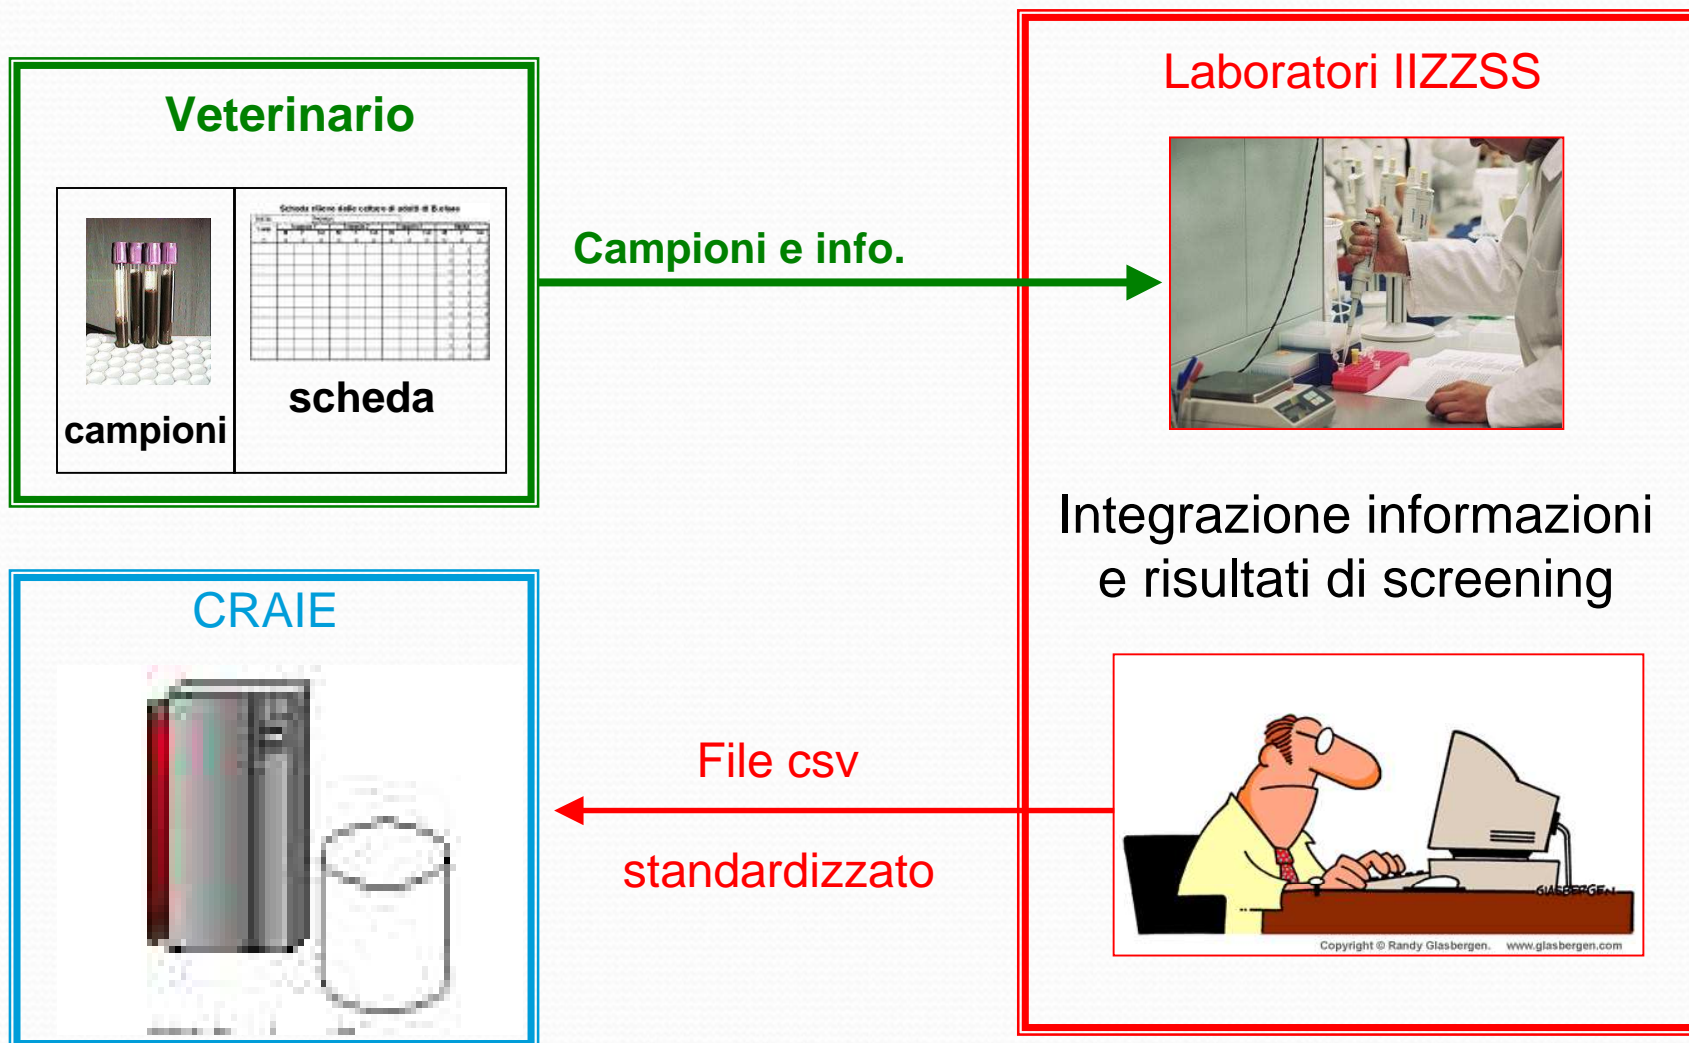 Veterinario
campioni
scheda
Campioni e info.
Laboratori IIZZSS
Integrazione informazioni
e risultati di screening
GLASBERGEN
Copyright © Randy Glasbergen. www.glasbergen.com
File csv
standardizzato
CRAIE